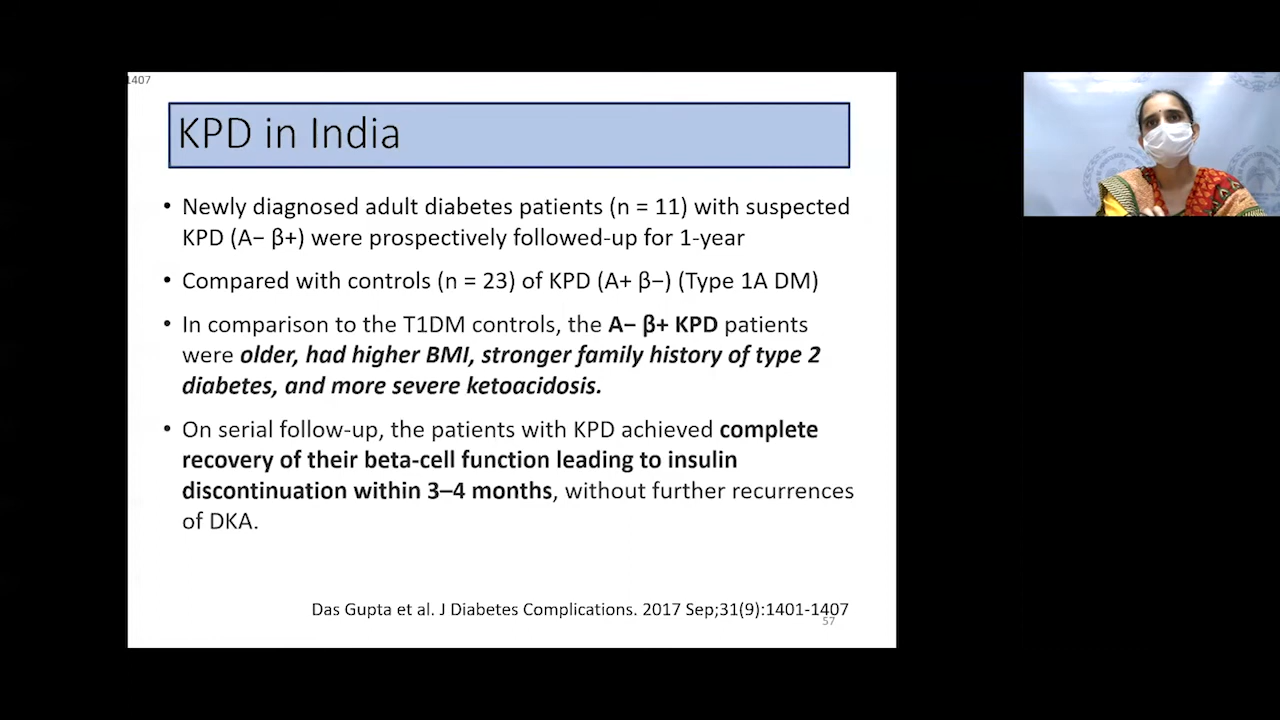 1407
KPD in India
• Newly diagnosed adult diabetes patients (n = 11) with suspected
KPD (A− β+) were prospectively followed-up for 1-year
• Compared with controls (n = 23) of KPD (A+ β−) (Type 1A DM)
• In comparison to the T1DM controls, the A− β+ KPD patients
were older, had higher BMI, stronger family history of type 2
diabetes, and more severe ketoacidosis.
• On serial follow-up, the patients with KPD achieved complete
recovery of their beta-cell function leading to insulin
discontinuation within 3–4 months, without further recurrences
of DKA.
Das Gupta et al. J Diabetes Complications. 2017 Sep;31(9):1401-1407
57